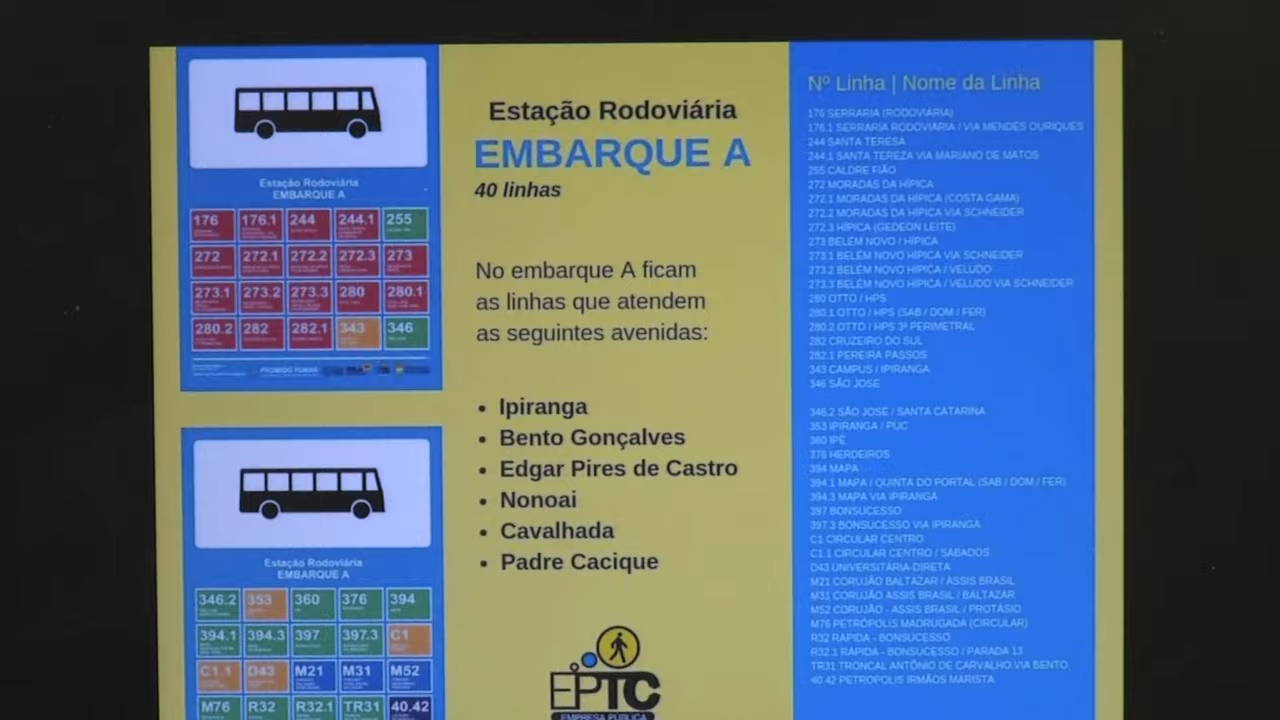 Estação Rodoviária
EMBARQUE A
176
176.1
244
244.1
255
272
272.1
272.2
272.3
273
273.1
273.2
273.3
280
280.1
280.2
282
282.1
343
346
PROIBIDO FUMAR
Estação Rodoviária
EMBARQUE A
346.2
353
360
376
394
394.1
394.3
397
397.3
C1
C1.1
D43
M21
M31
M52
M76
R32
R32.1
TR31
40.42
Estação Rodoviária
EMBARQUE A
40 linhas
No embarque A ficam
as linhas que atendem
as seguintes avenidas:
• Ipiranga
• Bento Gonçalves
• Edgar Pires de Castro
• Nonoai
• Cavalhada
• Padre Cacique
EPTC
EMPRESA PÚBLICA
Nº Linha | Nome da Linha
176 SERRARIA (RODOVIÁRIA)
176.1 SERRARIA RODOVIARIA / VIA MENDES OURIQUES
244 SANTA TERESA
244.1 SANTA TEREZA VIA MARIANO DE MATOS
255 CALDRE FIÃO
272 MORADAS DA HÍPICA
272.1 MORADAS DA HÍPICA (COSTA GAMA)
272.2 MORADAS DA HÍPICA VIA SCHNEIDER
272.3 HÍPICA (GEDEON LEITE)
273 BELÉM NOVO / HÍPICA
273.1 BELÉM NOVO HÍPICA VIA SCHNEIDER
273.2 BELÉM NOVO HÍPICA / VELUDO
273.3 BELÉM NOVO HÍPICA / VELUDO VIA SCHNEIDER
280 OTTO / HPS
280.1 OTTO / HPS (SAB / DOM / FER)
280.2 OTTO / HPS 3ª PERIMETRAL
282 CRUZEIRO DO SUL
282.1 PEREIRA PASSOS
343 CAMPUS / IPIRANGA
346 SÃO JOSE
346.2 SÃO JOSÉ / SANTA CATARINA
353 IPIRANGA / PUC
360 IPÊ
376 HERDEIROS
394 MAPA
394.1 MAPA / QUINTA DO PORTAL (SAB / DOM / FER)
394.3 MAPA VIA IPIRANGA
397 BONSUCESSO
397.3 BONSUCESSO VIA IPIRANGA
C1 CIRCULAR CENTRO
C1.1 CIRCULAR CENTRO / SÁBADOS
D43 UNIVERSITÁRIA-DIRETA
M21 CORUJÃO BALTAZAR / ASSIS BRASIL
M31 CORUJÃO ASSIS BRASIL / BALTAZAR
M52 CORUJÃO - ASSIS BRASIL / PROTÁSIO
M76 PETRÓPOLIS MADRUGADA (CIRCULAR)
R32 RAPIDA - BONSUCESSO
R32.1 RÁPIDA - BONSUCESSO / PARADA 13
TR31 TRONCAL ANTÔNIO DE CARVALHO VIA BENTO
40.42 PETROPOLIS IRMÃOS MARISTA